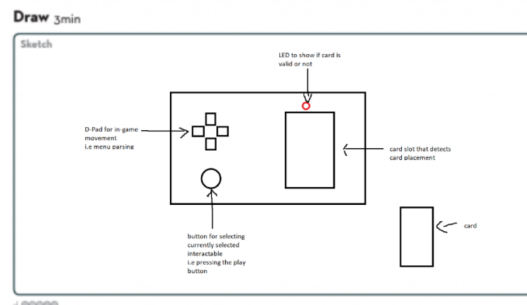 Draw 3min
Sketch
LED to show if card is
valid or not
D-Pad for in-game
movement
i.e menu parsing
card slot that detects
card placement
button for selecting
currently selected
interactable
i.e pressing the play
button
card